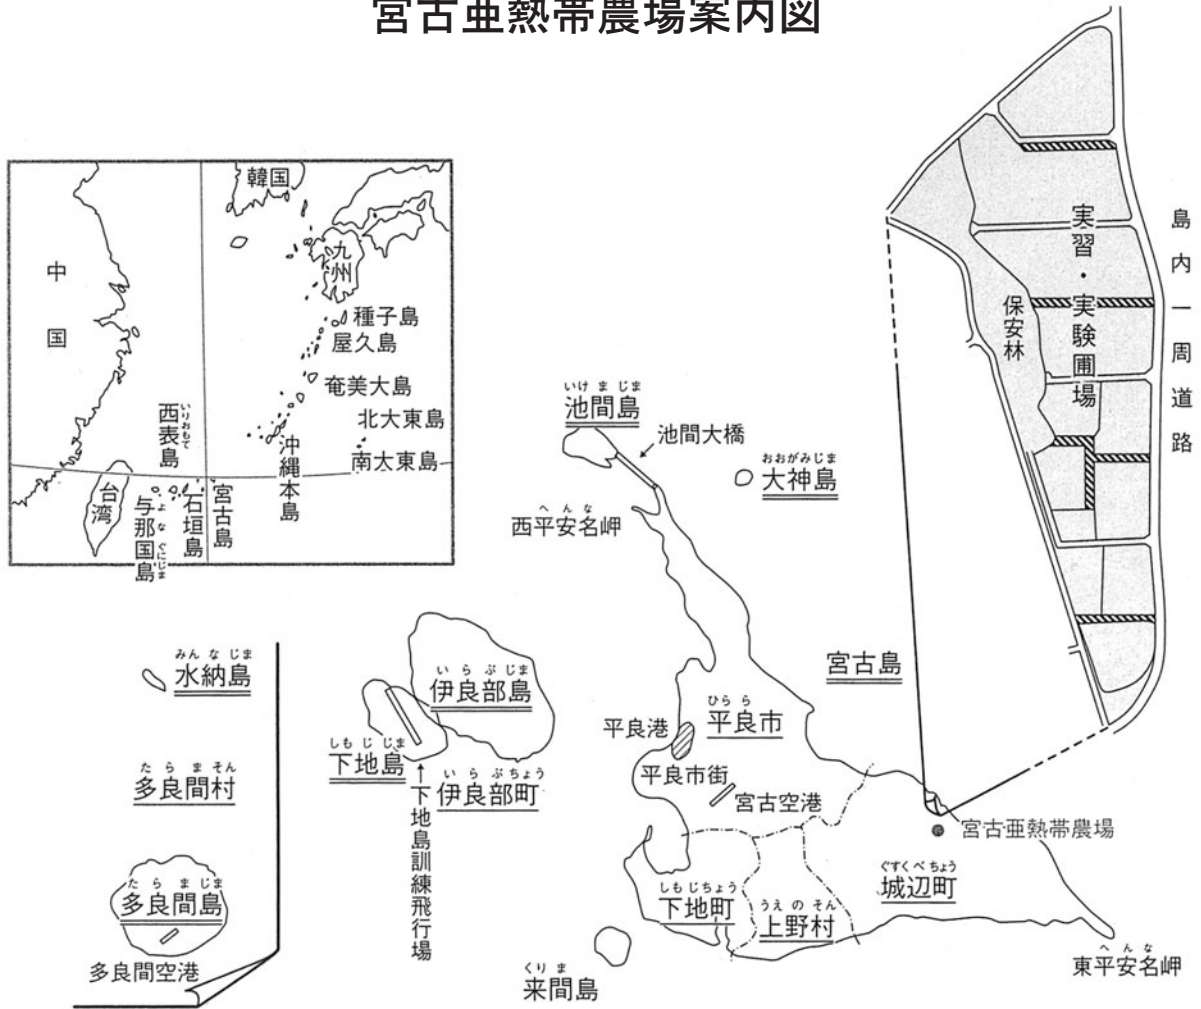 宮古亜熱帯農場案内図
韓国
中国
九州
種子島
屋久島
奄美大島
北大東島
南大東島
沖縄本島
いりおもて
西表島
台湾
よなぐにじま
与那国島
石垣島
宮古島
実習・実験圃場
保安林
島内一周道路
いけまじま
池間島
池間大橋
おおがみじま
大神島
へんな
西平安名岬
宮古島
ひらら
平良市
平良港
平良市街
宮古空港
宮古亜熱帯農場
ぐすくべちょう
城辺町
しもじちょう
下地町
うえのそん
上野村
へんな
東平安名岬
くりま
来間島
いらぶじま
伊良部島
しもじじま
下地島
いらぶちょう
伊良部町
↑下地島訓練飛行場
みんなじま
水納島
たらまそん
多良間村
たらまじま
多良間島
多良間空港